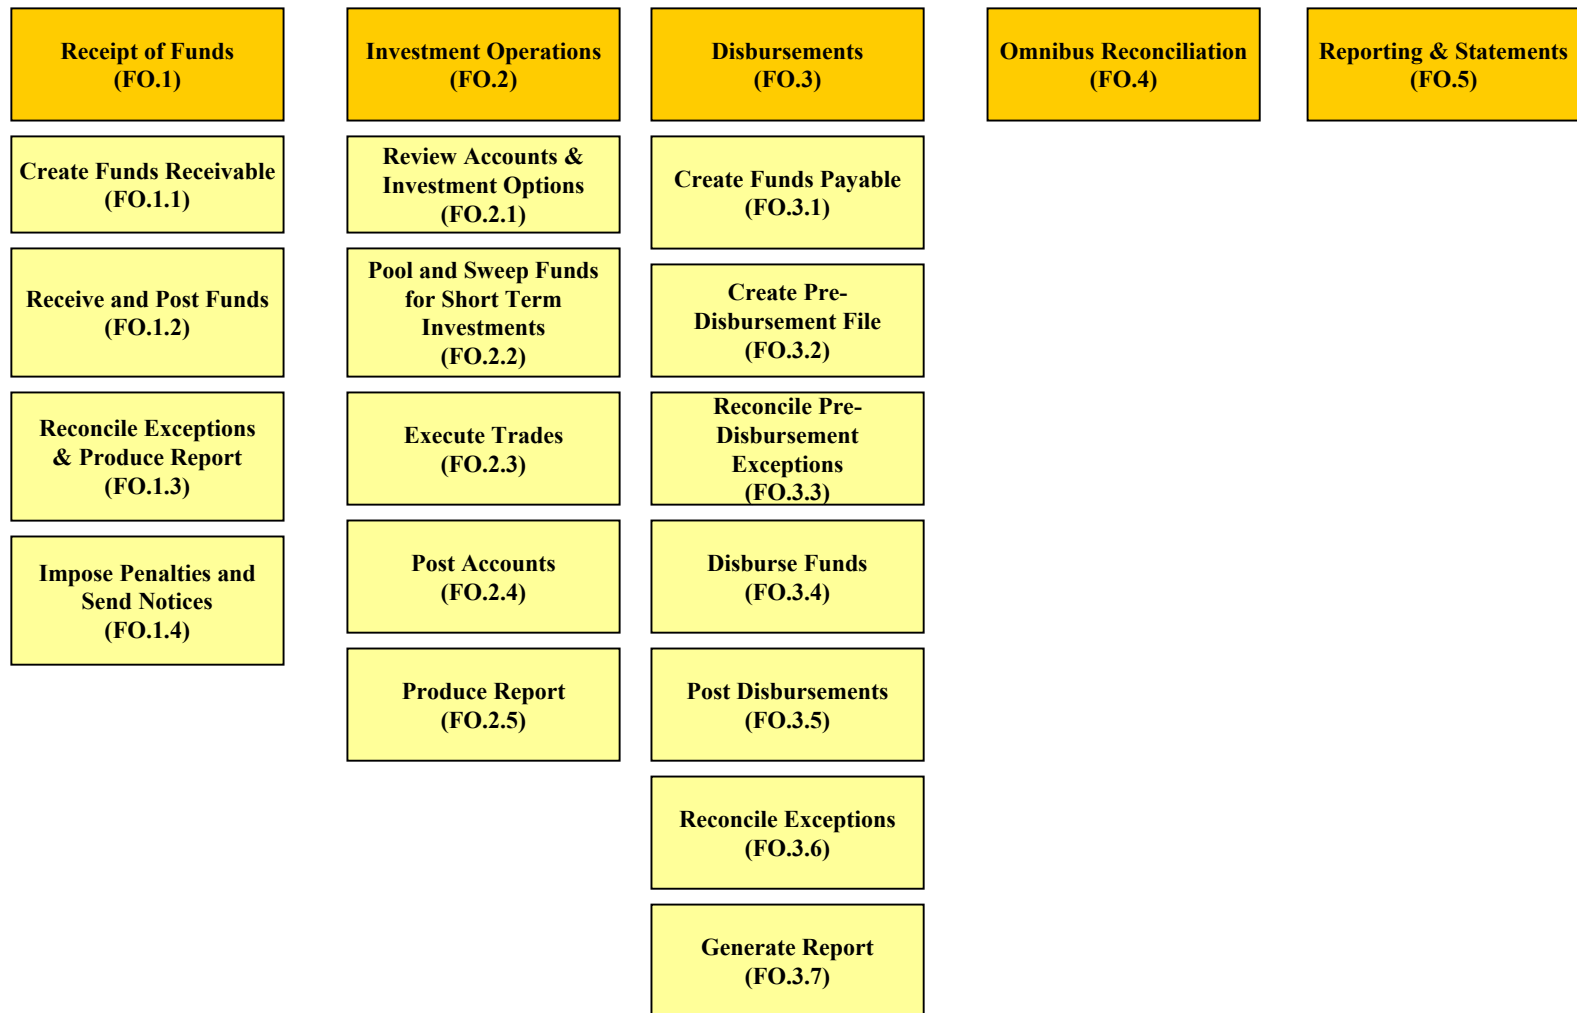 Receipt of Funds
(FO.1)
Create Funds Receivable
(FO.1.1)
Receive and Post Funds
(FO.1.2)
Reconcile Exceptions
& Produce Report
(FO.1.3)
Impose Penalties and
Send Notices
(FO.1.4)
Investment Operations
(FO.2)
Review Accounts &
Investment Options
(FO.2.1)
Pool and Sweep Funds
for Short Term
Investments
(FO.2.2)
Execute Trades
(FO.2.3)
Post Accounts
(FO.2.4)
Produce Report
(FO.2.5)
Disbursements
(FO.3)
Create Funds Payable
(FO.3.1)
Create Pre-
Disbursement File
(FO.3.2)
Reconcile Pre-
Disbursement
Exceptions
(FO.3.3)
Disburse Funds
(FO.3.4)
Post Disbursements
(FO.3.5)
Reconcile Exceptions
(FO.3.6)
Generate Report
(FO.3.7)
Omnibus Reconciliation
(FO.4)
Reporting & Statements
(FO.5)